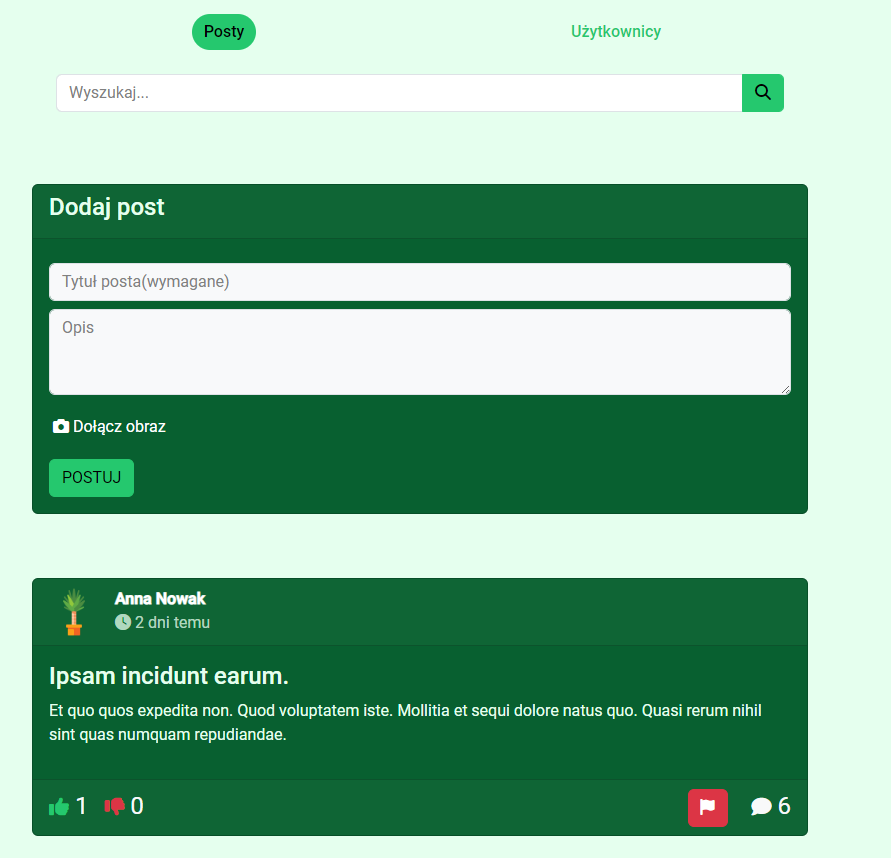 Posty
Użytkownicy
Wyszukaj...
Dodaj post
Tytuł posta(wymagane)
Opis
Dołącz obraz
POSTUJ
Anna Nowak
2 dni temu
Ipsam incidunt earum.
Et quo quos expedita non. Quod voluptatem iste. Mollitia et sequi dolore natus quo. Quasi rerum nihil
sint quas numquam repudiandae.
1 0 6